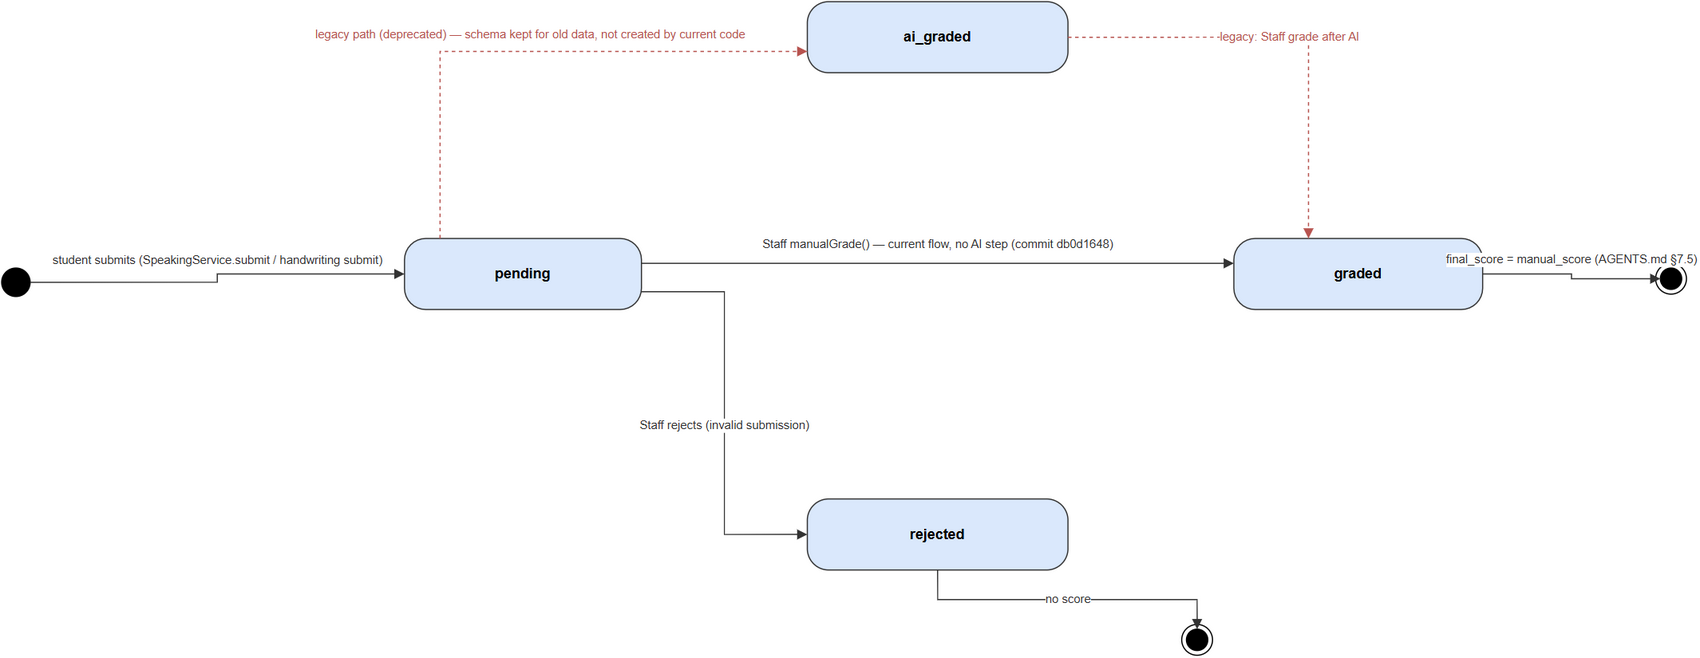 legacy path (deprecated) — schema kept for old data, not created by current code
ai_graded
legacy: Staff grade after AI
student submits (SpeakingService.submit / handwriting submit)
pending
Staff manualGrade() — current flow, no AI step (commit db0d1648)
graded
final_score = manual_score (AGENTS.md §7.5)
Staff rejects (invalid submission)
rejected
no score